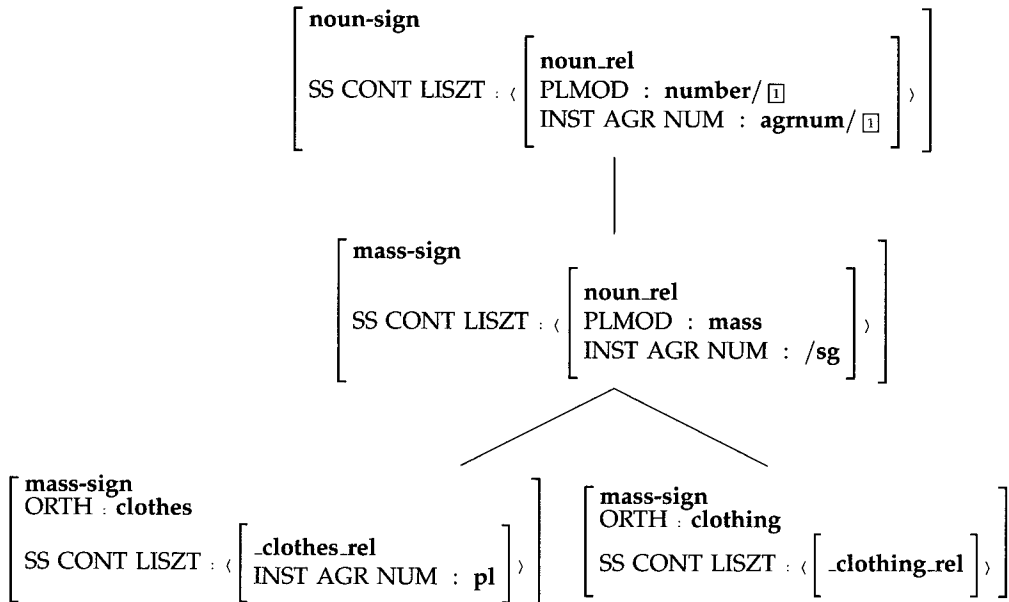 noun-sign
noun_rel
SS CONT LISZT : ⟨ PLMOD : number/ 1 ⟩
INST AGR NUM : agrnum/ 1
mass-sign
noun_rel
SS CONT LISZT : ⟨ PLMOD : mass ⟩
INST AGR NUM : /sg
mass-sign
ORTH : clothes
_clothes_rel
SS CONT LISZT : ⟨ INST AGR NUM : pl ⟩
mass-sign
ORTH : clothing
SS CONT LISZT : ⟨ [ _clothing_rel ] ⟩